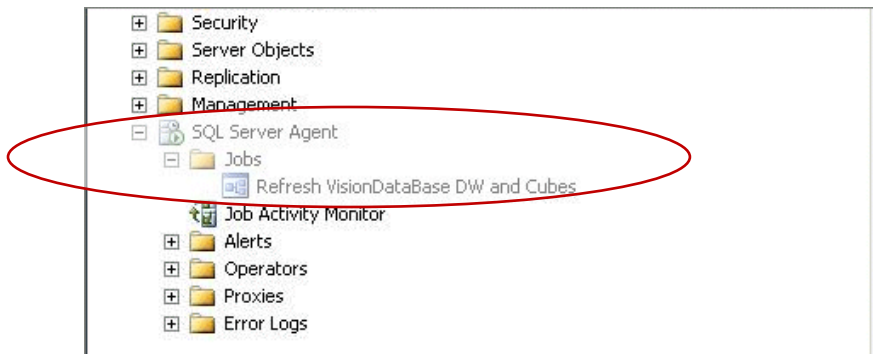 Security
Server Objects
Replication
Management
SQL Server Agent
Jobs
Refresh VisionDataBase DW and Cubes
Job Activity Monitor
Alerts
Operators
Proxies
Error Logs